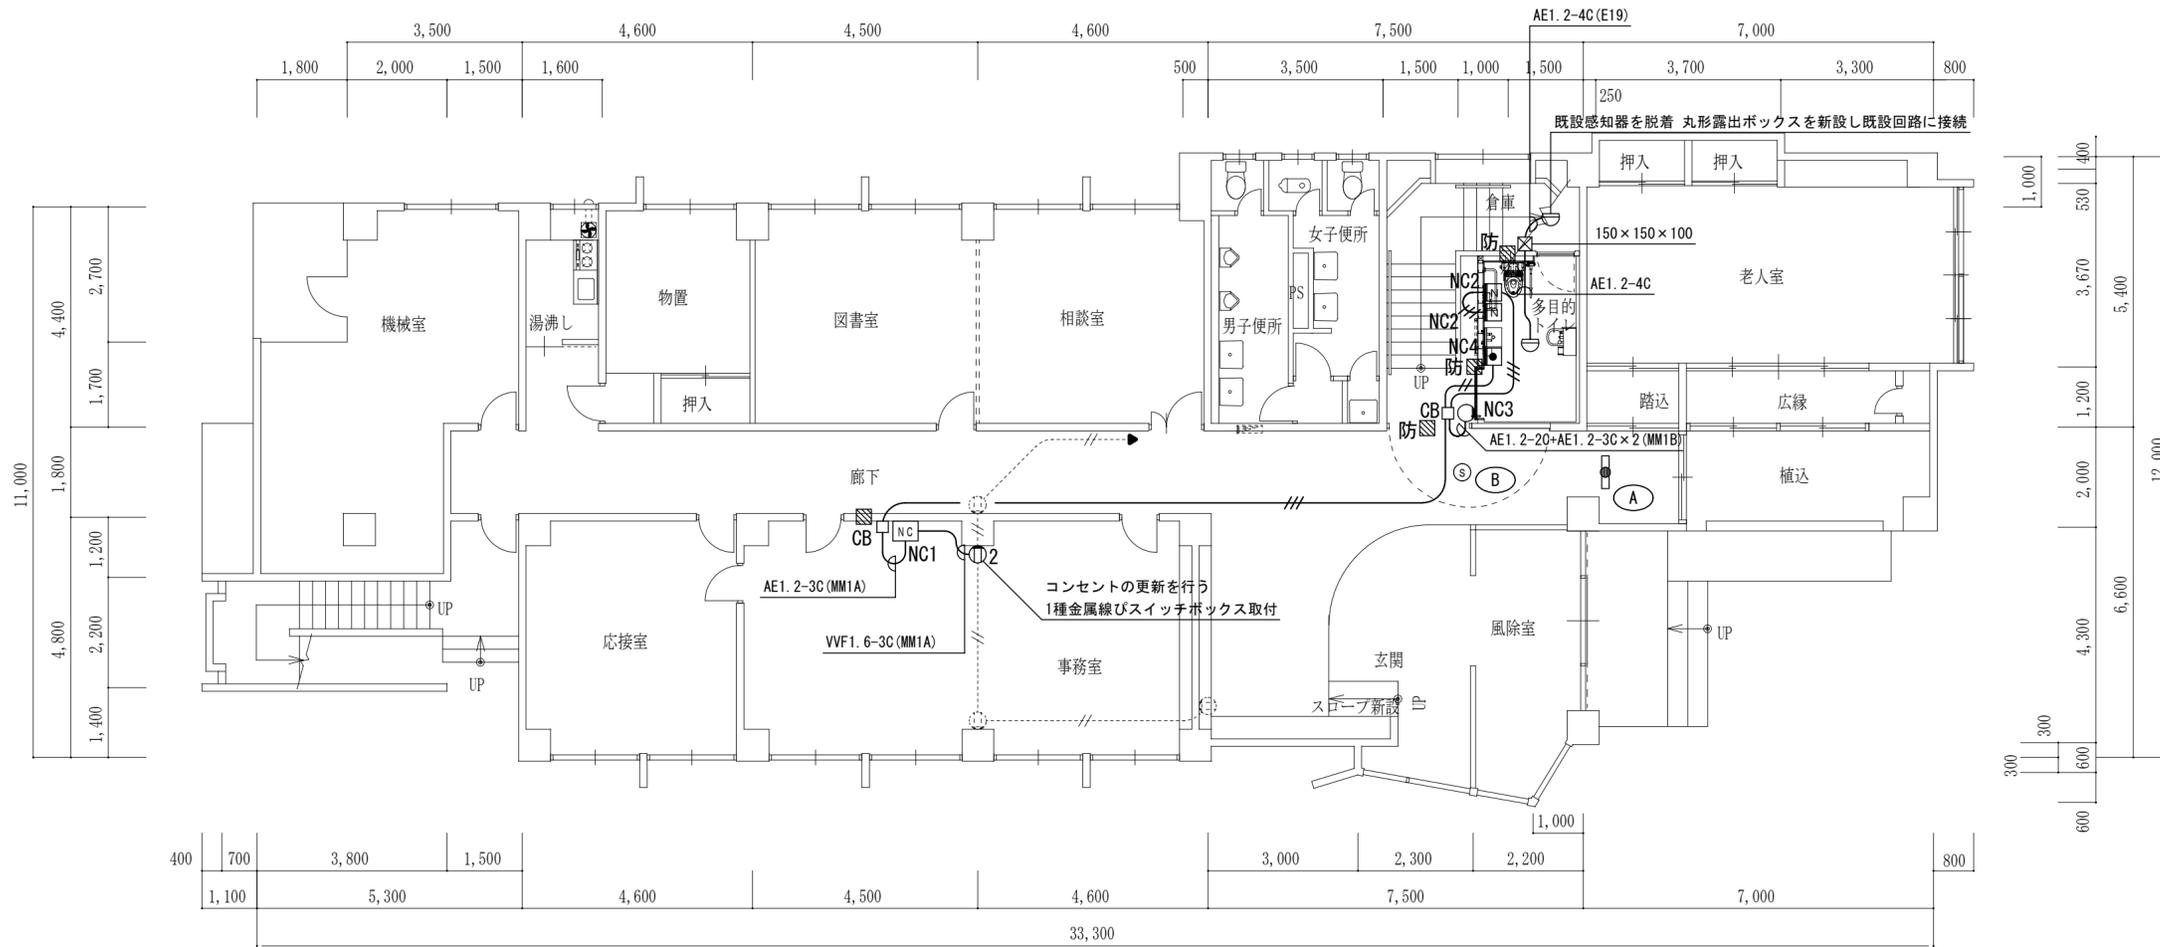 AE1.2-4C(E19)
3,500
4,600
4,500
4,600
7,500
7,000
1,800
2,000
1,500
1,600
500
3,500
1,500
1,000
1,500
3,700
3,300
800
250
既設感知器を脱着 丸形露出ボックスを新設し既設回路に接続
押入
押入
400
1,000
530
倉庫
女子便所
防
150×150×100
2,700
4,400
機械室
湯沸し
物置
図書室
相談室
PS
男子便所
NC2
NC2
AE1.2-4C
多目的
トイレ
老人室
3,670
5,400
NC4
防
UP
1,700
押入
CB
NC3
踏込
広縁
1,200
防
AE1.2-2C+AE1.2-3C×2(MM1B)
11,000
1,800
廊下
S
B
A
植込
2,000
12,000
CB
NC
NC1
2
1,200
AE1.2-3C(MM1A)
コンセントの更新を行う
1種金属線ぴスイッチボックス取付
UP
4,800
2,200
UP
応接室
VVF1.6-3C(MM1A)
事務室
玄関
風除室
UP
6,600
4,300
スロープ新設
UP
1,400
300
300
600
600
1,000
400
700
3,800
1,500
3,000
2,300
2,200
800
1,100
5,300
4,600
4,500
4,600
7,500
7,000
33,300